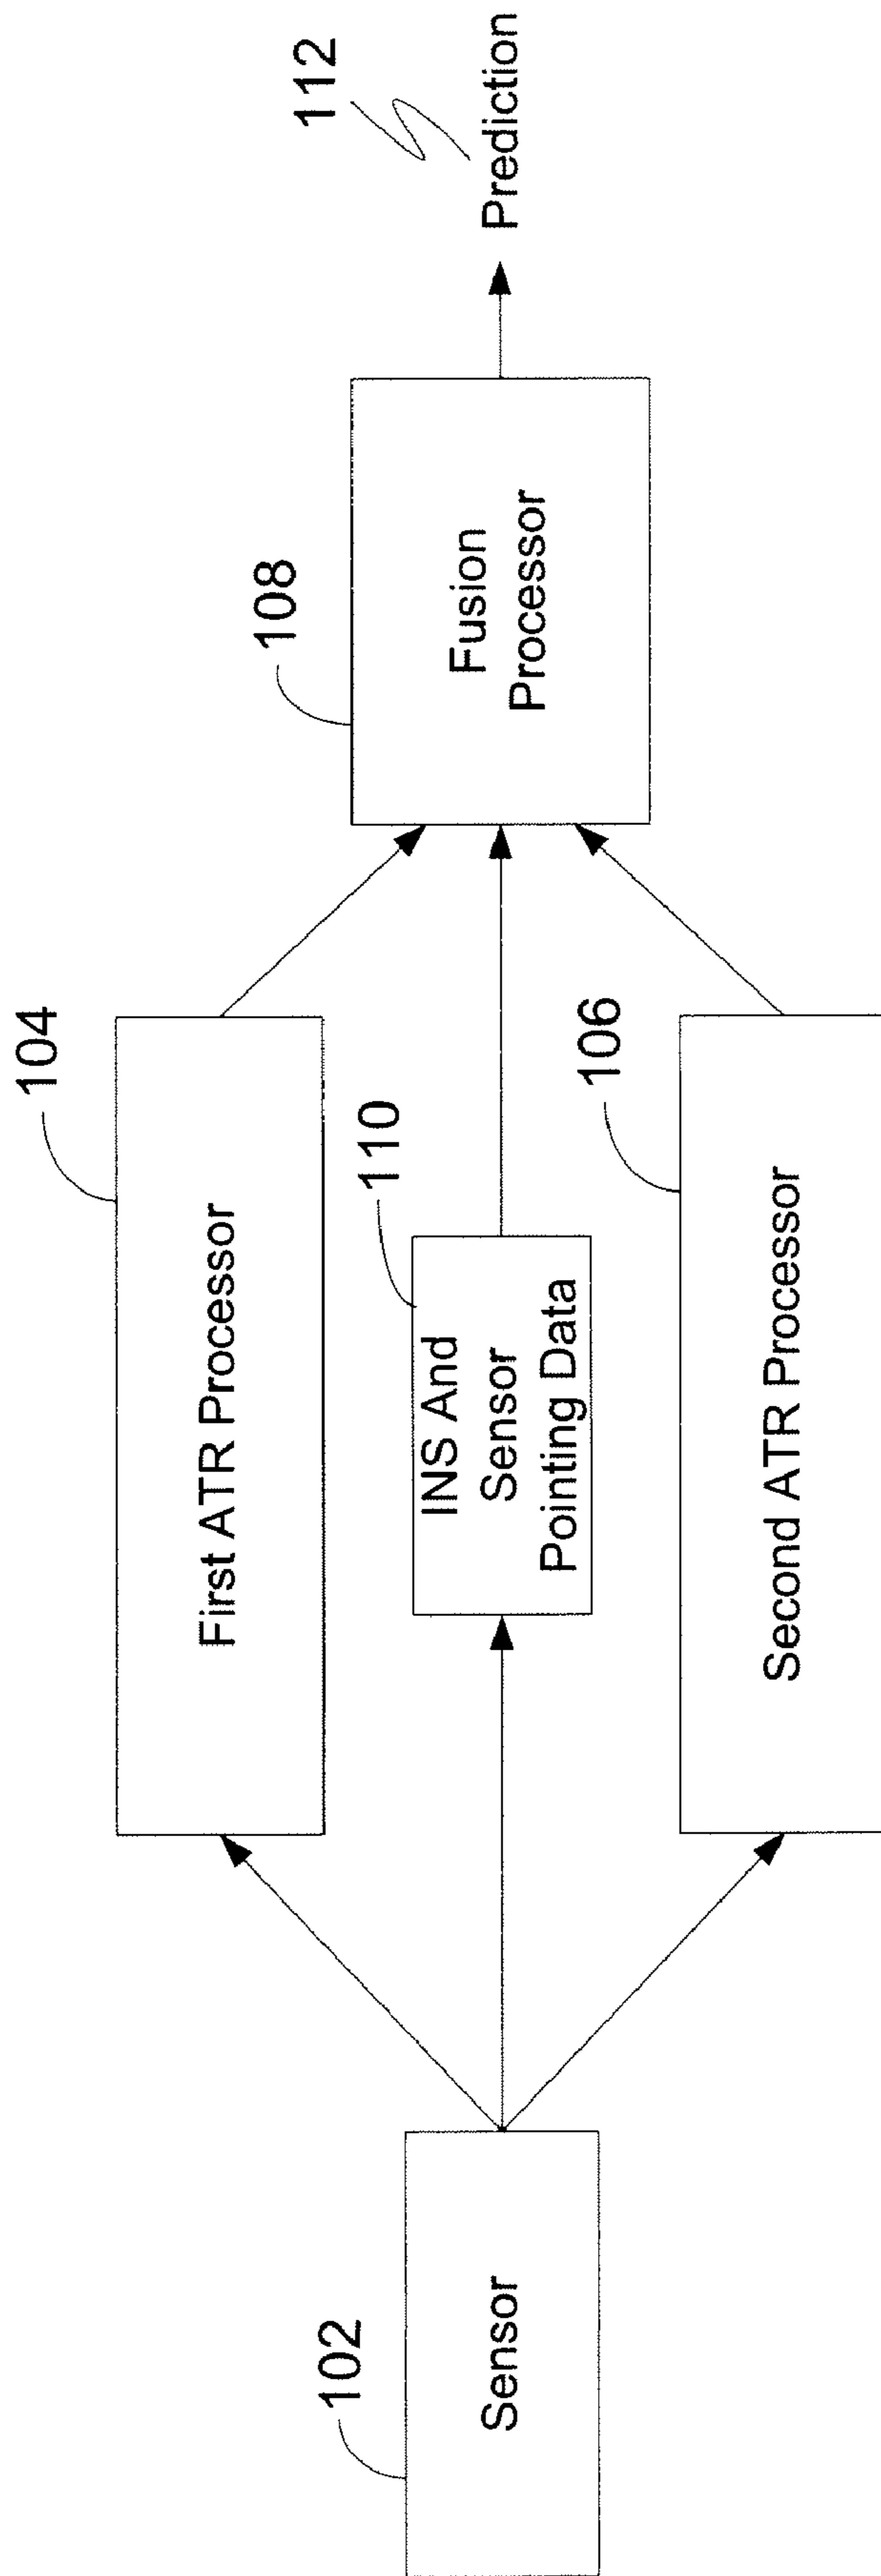 104
First ATR Processor
102
Sensor
110
INS And
Sensor
Pointing Data
108
Fusion
Processor
112
Prediction
106
Second ATR Processor